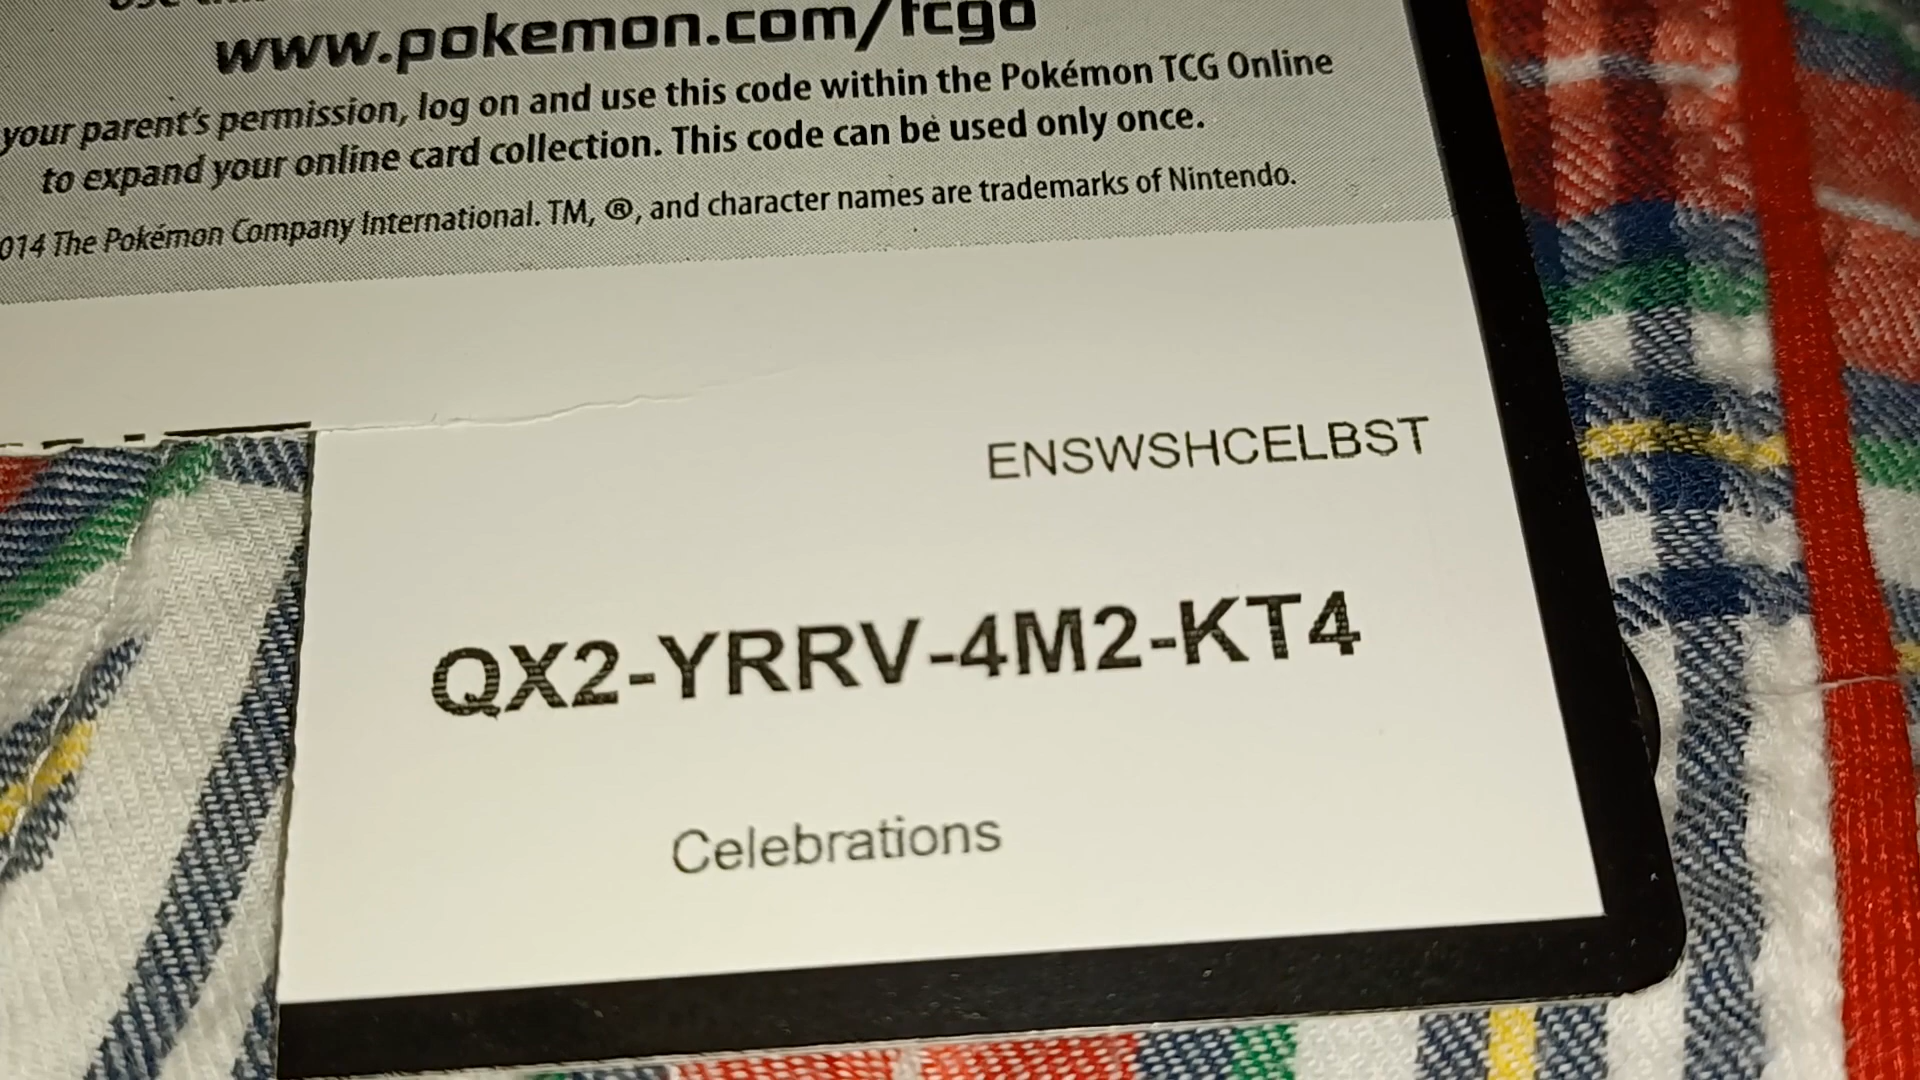 www.pokemon.com/tcgo
your parent's permission, log on and use this code within the Pokémon TCG Online
to expand your online card collection. This code can be used only once.
014 The Pokémon Company International. TM, ®, and character names are trademarks of Nintendo.
ENSWSHCELBST
QX2-YRRV-4M2-KT4
Celebrations